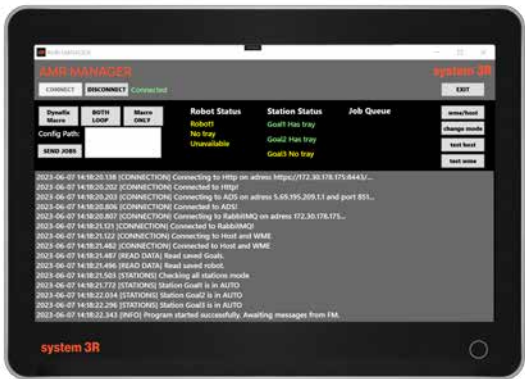 AMR MANAGER
AMR MANAGER
system 3R
CONNECT DISCONNECT Connected EXIT
Dynafix Macro BOTH LOOP Macro ONLY
Config Path:
SEND JOBS
Robot Status Station Status Job Queue
Robot1 Goal1 Has tray
No tray Goal2 Has tray
Unavailable Goal3 No tray
wme/host
change mode
test host
test wme
2023-06-07 14:18:20.138 [CONNECTION] Connecting to Http on adress https://172.30.178.175:8443/...
2023-06-07 14:18:20.202 [CONNECTION] Connected to Http!
2023-06-07 14:18:20.203 [CONNECTION] Connecting to ADS on adress 5.69.195.209.1.1 and port 851...
2023-06-07 14:18:20.806 [CONNECTION] Connected to ADS!
2023-06-07 14:18:20.807 [CONNECTION] Connecting to RabbitMQ on adress 172.30.178.175...
2023-06-07 14:18:21.121 [CONNECTION] Connected to RabbitMQ!
2023-06-07 14:18:21.122 [CONNECTION] Connecting to Host and WME
2023-06-07 14:18:21.482 [CONNECTION] Connected to Host and WME
2023-06-07 14:18:21.487 [READ DATA] Read saved Goals.
2023-06-07 14:18:21.496 [READ DATA] Read saved robot.
2023-06-07 14:18:21.503 [STATIONS] Checking all stations mode
2023-06-07 14:18:21.772 [STATIONS] Station Goal1 is in AUTO
2023-06-07 14:18:22.034 [STATIONS] Station Goal2 is in AUTO
2023-06-07 14:18:22.296 [STATIONS] Station Goal3 is in AUTO
2023-06-07 14:18:22.343 [INFO] Program started successfully. Awaiting messages from FM.
system 3R